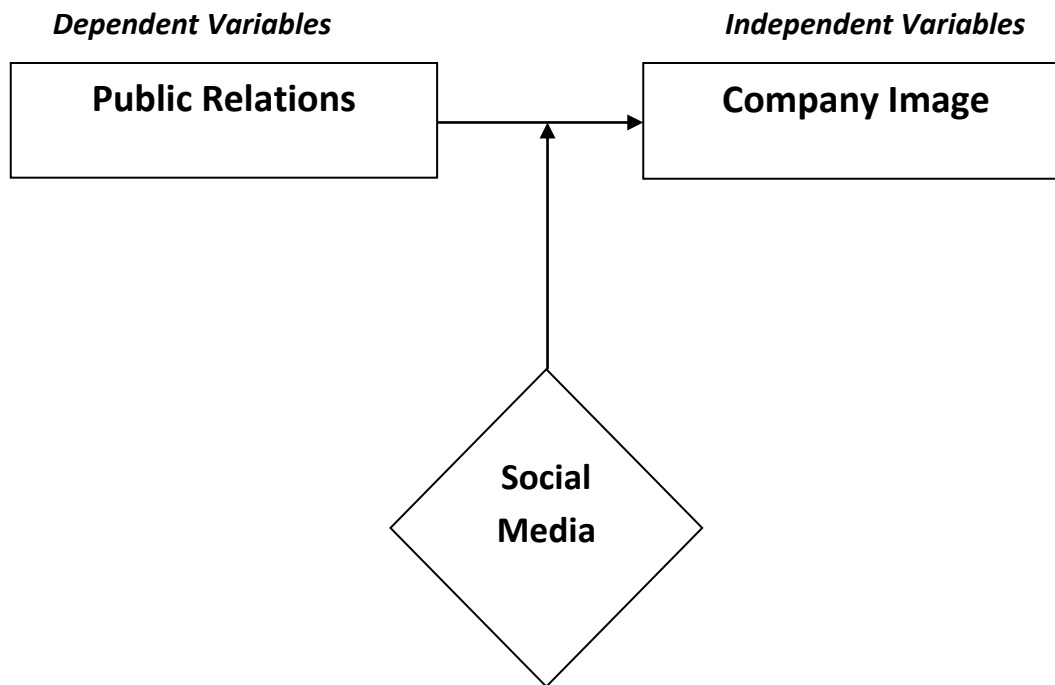 Dependent Variables
Independent Variables
Public Relations
Company Image
Social
Media